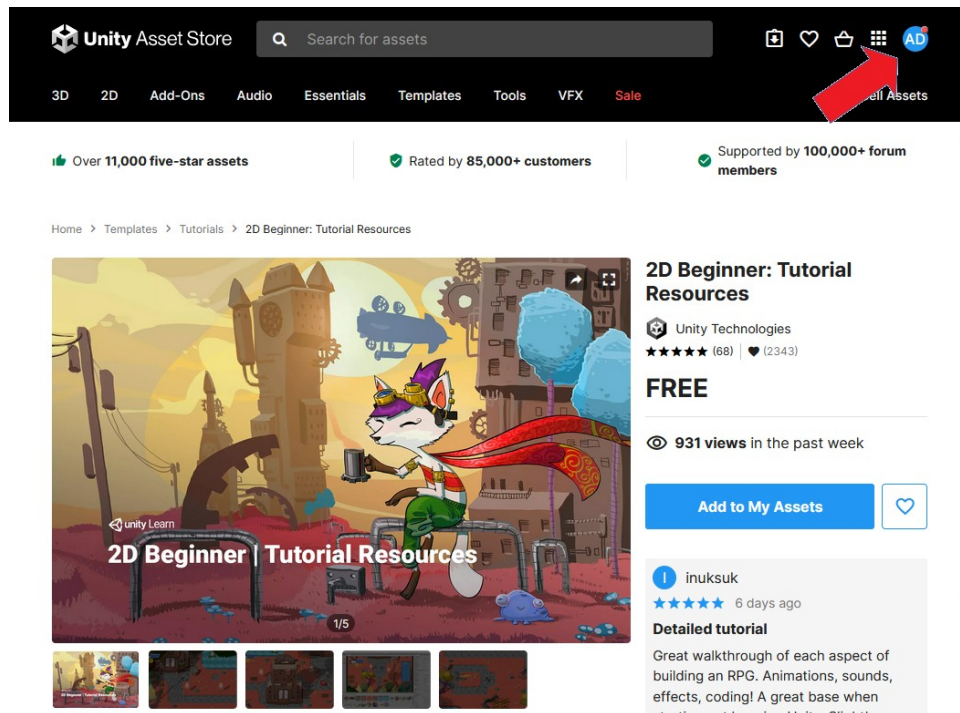 Unity Asset Store
Search for assets
AD
3D 2D Add-Ons Audio Essentials Templates Tools VFX Sale Assets
Over 11,000 five-star assets
Rated by 85,000+ customers
Supported by 100,000+ forum
members
Home > Templates > Tutorials > 2D Beginner: Tutorial Resources
2D Beginner: Tutorial
Resources
Unity Technologies
(68) (2343)
FREE
931 views in the past week
Add to My Assets
unity Learn
2D Beginner | Tutorial Resources
1/5
I inuksuk
6 days ago
Detailed tutorial
Great walkthrough of each aspect of
building an RPG. Animations, sounds,
effects, coding! A great base when